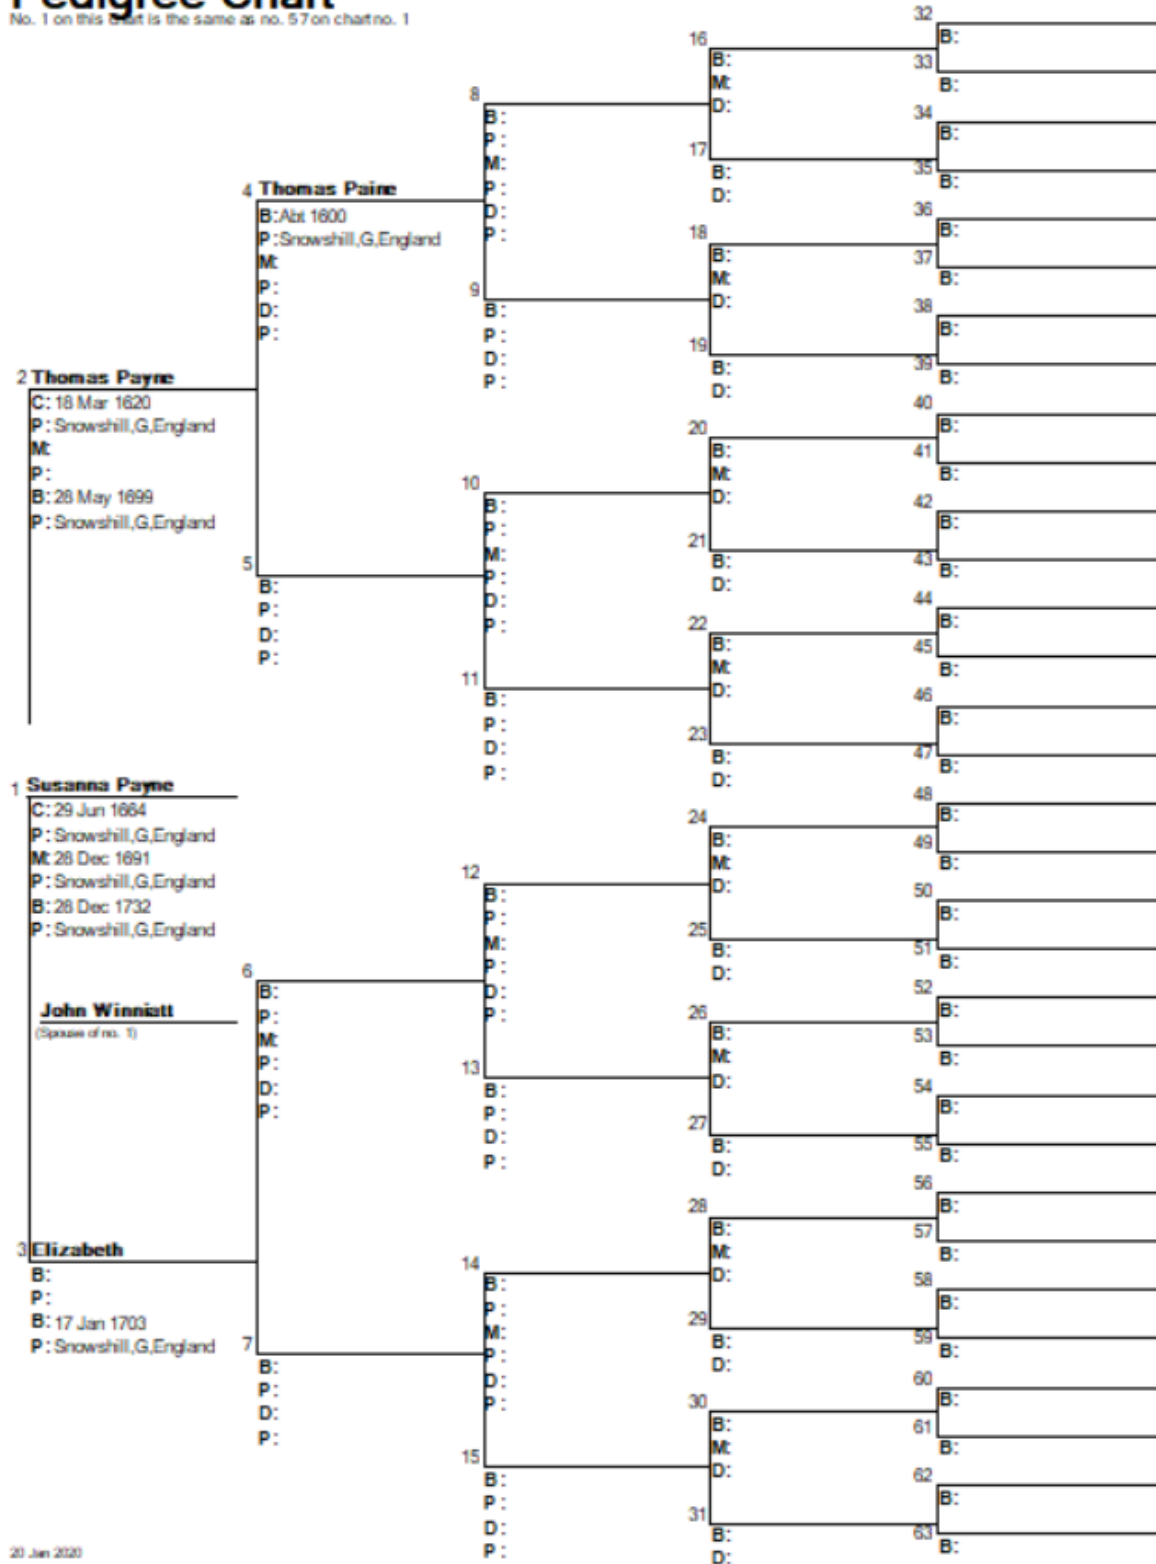 Pedigree Chart
No. 1 on this chart is the same as no. 57 on chart no. 1
2 Thomas Payne
C: 18 Mar 1620
P: Snowshill,G,England
M:
P:
B: 28 May 1699
P: Snowshill,G,England
1 Susanna Payne
C: 29 Jun 1664
P: Snowshill,G,England
M: 28 Dec 1691
P: Snowshill,G,England
B: 28 Dec 1732
P: Snowshill,G,England
John Winniatt
(Spouse of no. 1)
3 Elizabeth
B:
P:
B: 17 Jan 1703
P: Snowshill,G,England
20 Jan 2020
4 Thomas Paine
B: Abt 1600
P: Snowshill,G,England
M:
P:
D:
P:
5
B:
P:
D:
P:
6
B:
P:
M:
P:
D:
P:
7
B:
P:
D:
P:
8
B:
P:
M:
P:
D:
P:
9
B:
P:
D:
P:
10
B:
P:
M:
P:
D:
P:
11
B:
P:
D:
P:
12
B:
P:
M:
P:
D:
P:
13
B:
P:
D:
P:
14
B:
P:
M:
P:
D:
P:
15
B:
P:
D:
P:
16
B:
M:
D:
17
B:
D:
18
B:
M:
D:
19
B:
D:
20
B:
M:
D:
21
B:
D:
22
B:
M:
D:
23
B:
D:
24
B:
M:
D:
25
B:
D:
26
B:
M:
D:
27
B:
D:
28
B:
M:
D:
29
B:
D:
30
B:
M:
D:
31
B:
D:
32
B:
33
B:
34
B:
35
B:
36
B:
37
B:
38
B:
39
B:
40
B:
41
B:
42
B:
43
B:
44
B:
45
B:
46
B:
47
B:
48
B:
49
B:
50
B:
51
B:
52
B:
53
B:
54
B:
55
B:
56
B:
57
B:
58
B:
59
B:
60
B:
61
B:
62
B:
63
B: